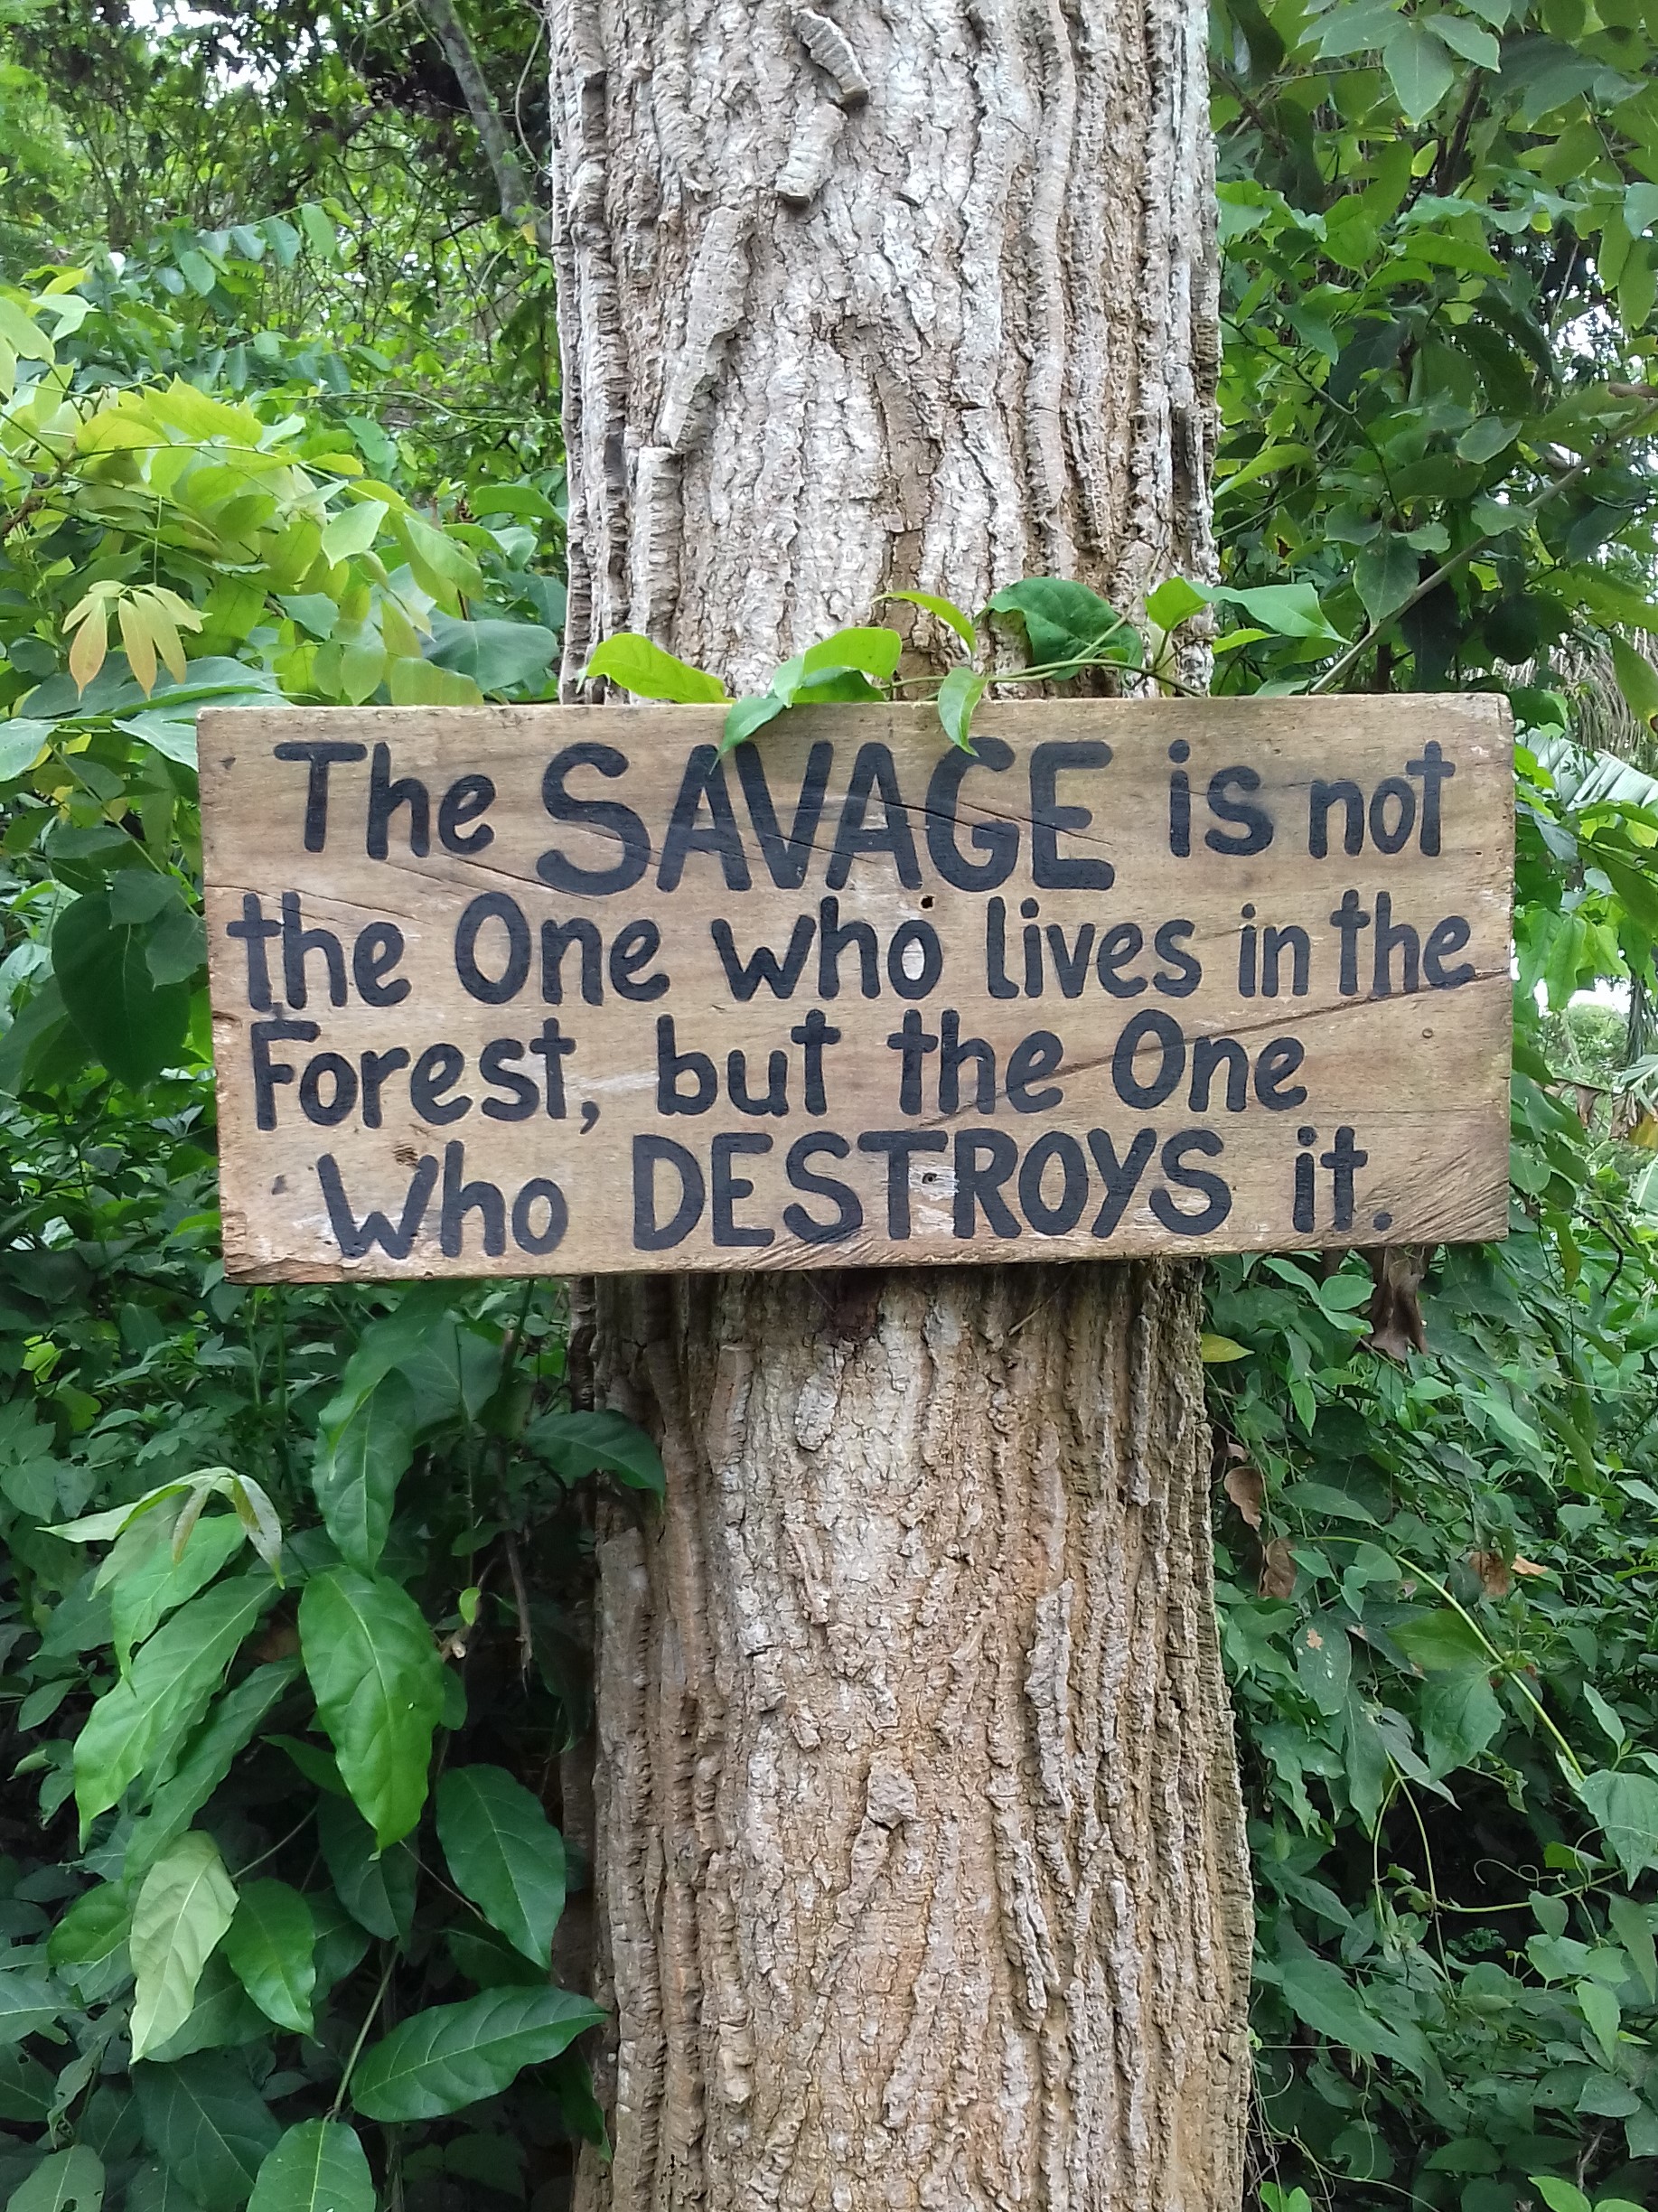 The SAVAGE is not
the One who lives in the
Forest, but the One
Who DESTROYS it.